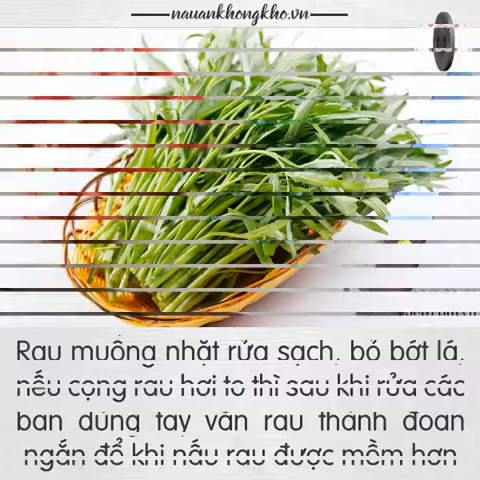 nauankhongkho.vn
Rau muống nhặt rửa sạch, bỏ bớt lá,
nếu cọng rau hơi to thì sau khi rửa các
bạn dùng tay vặn rau thành đoạn
ngắn để khi nấu rau được mềm hơn